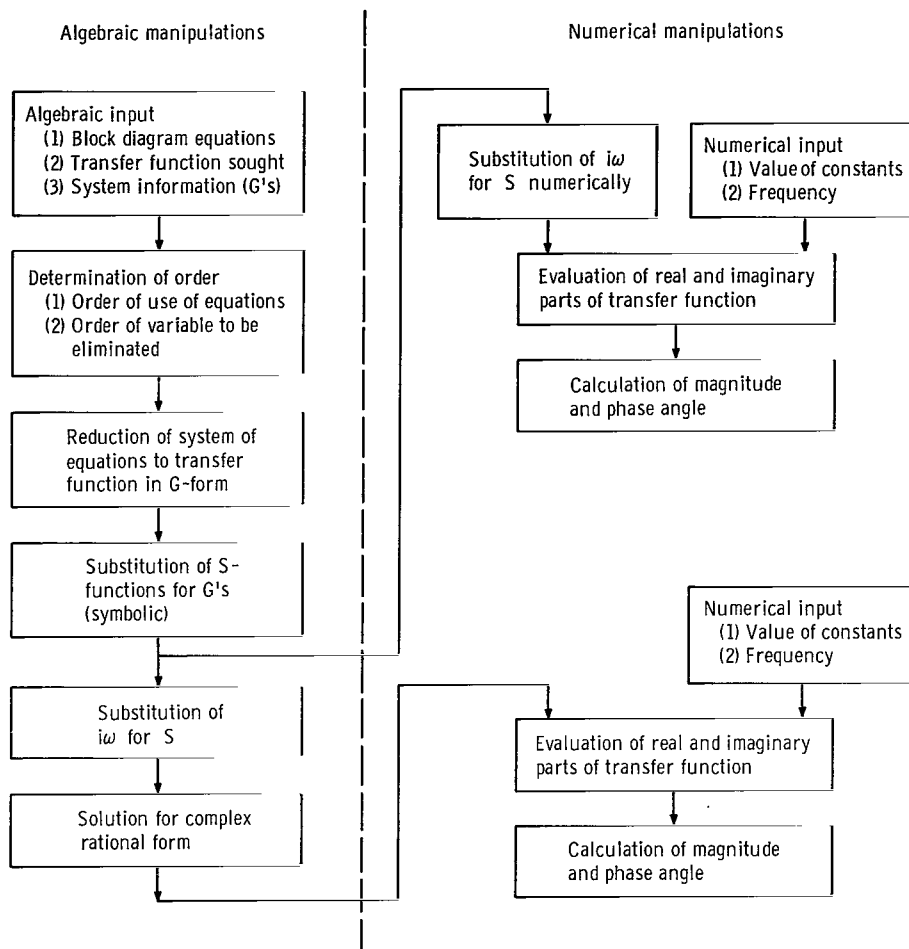 Algebraic manipulations
Algebraic input
(1) Block diagram equations
(2) Transfer function sought
(3) System information (G's)
Determination of order
(1) Order of use of equations
(2) Order of variable to be
eliminated
Reduction of system of
equations to transfer
function in G-form
Substitution of S-
functions for G's
(symbolic)
Substitution of
iω for S
Solution for complex
rational form
Numerical manipulations
Substitution of iω
for S numerically
Numerical input
(1) Value of constants
(2) Frequency
Evaluation of real and imaginary
parts of transfer function
Calculation of magnitude
and phase angle
Numerical input
(1) Value of constants
(2) Frequency
Evaluation of real and imaginary
parts of transfer function
Calculation of magnitude
and phase angle